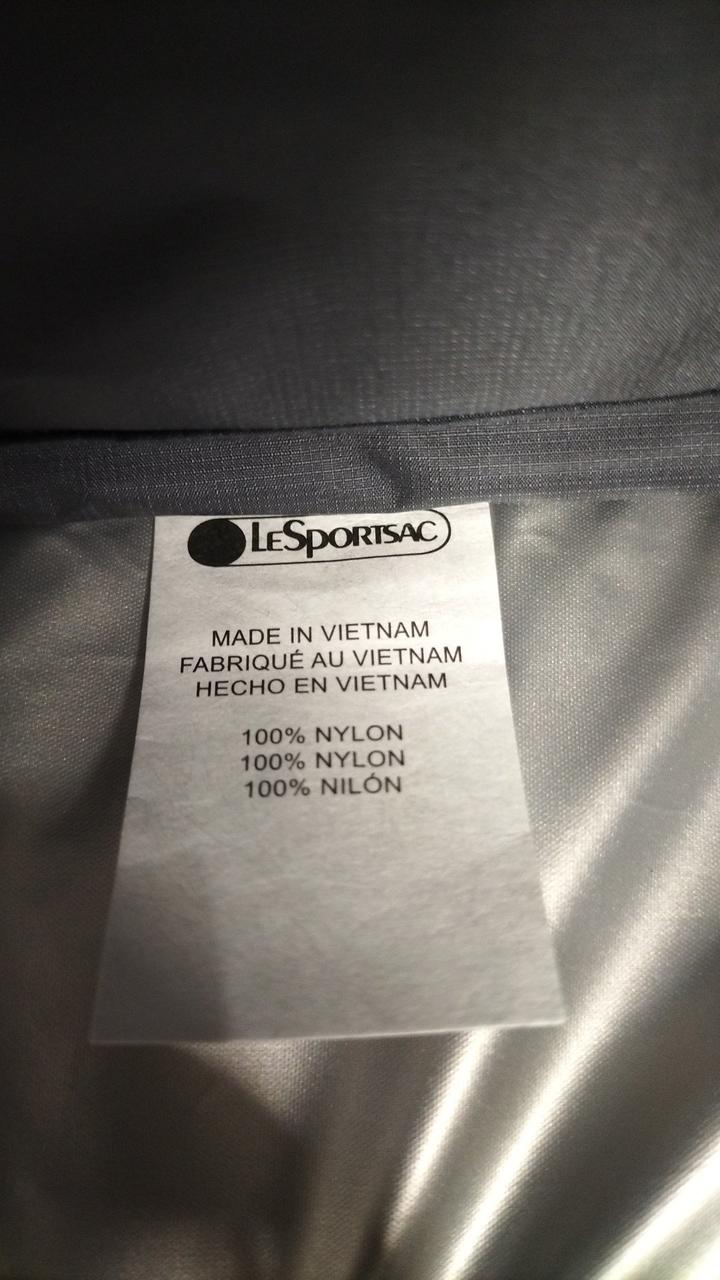 LESPORTSAC
MADE IN VIETNAM
FABRIQUÉ AU VIETNAM
HECHO EN VIETNAM
100% NYLON
100% NYLON
100% NILÓN